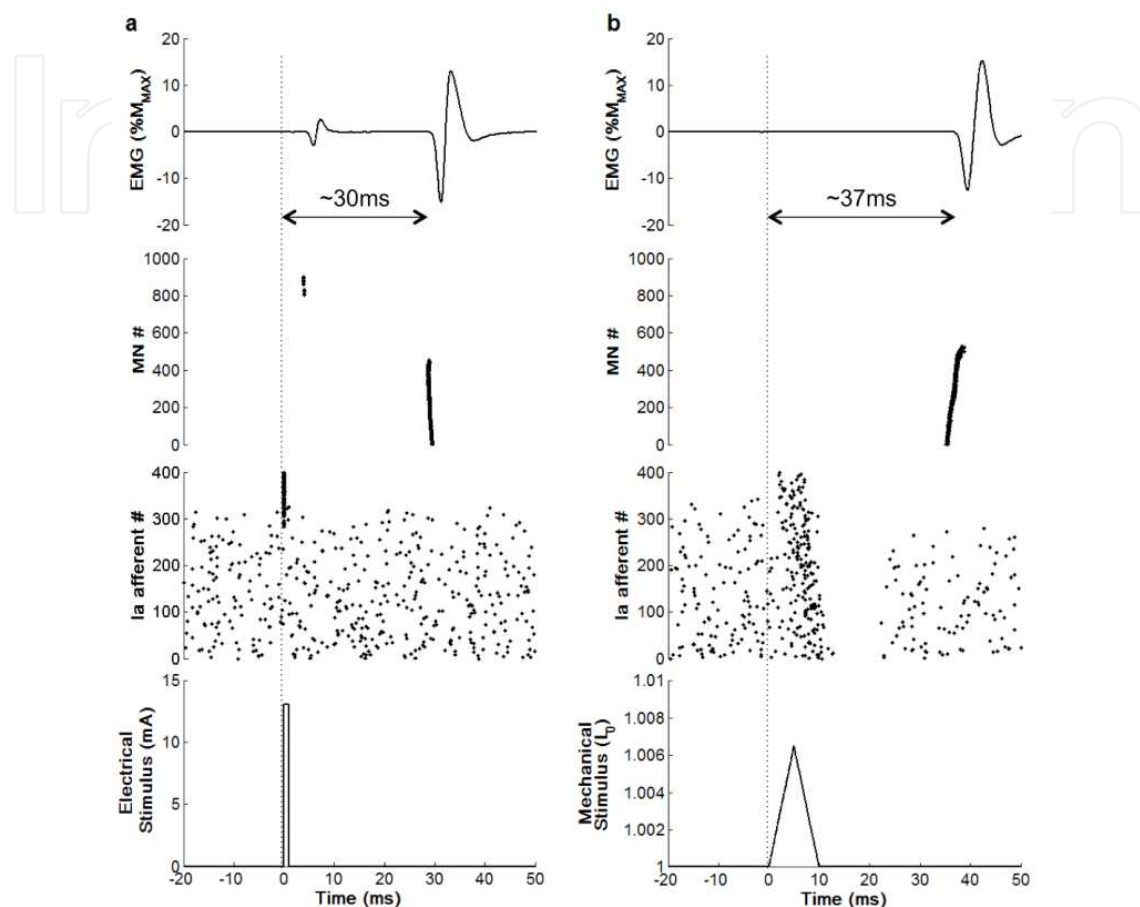 a
20
10
0
-10
-20
EMG (%M_MAX)
~30ms
1000
800
600
400
200
0
MN #
400
300
200
100
0
Ia afferent #
15
10
5
0
Electrical
Stimulus (mA)
-20 -10 0 10 20 30 40 50
Time (ms)
b
20
10
0
-10
-20
EMG (%M_MAX)
~37ms
1000
800
600
400
200
0
MN #
400
300
200
100
0
Ia afferent #
1.01
1.008
1.006
1.004
1.002
1
Mechanical
Stimulus (L_0)
-20 -10 0 10 20 30 40 50
Time (ms)